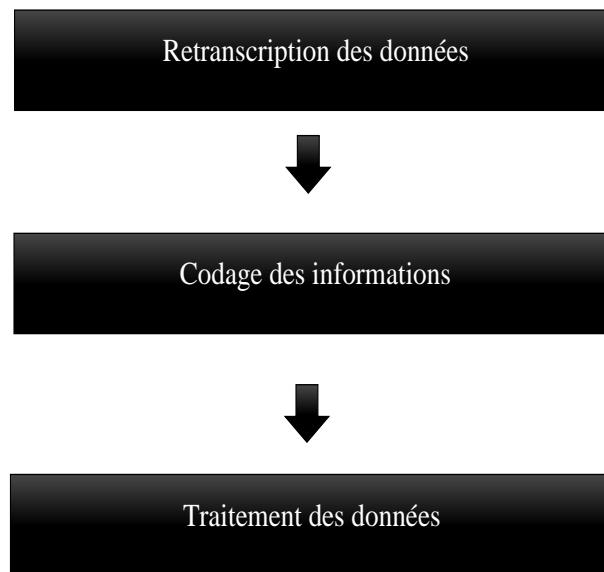 Retranscription des données
Codage des informations
Traitement des données